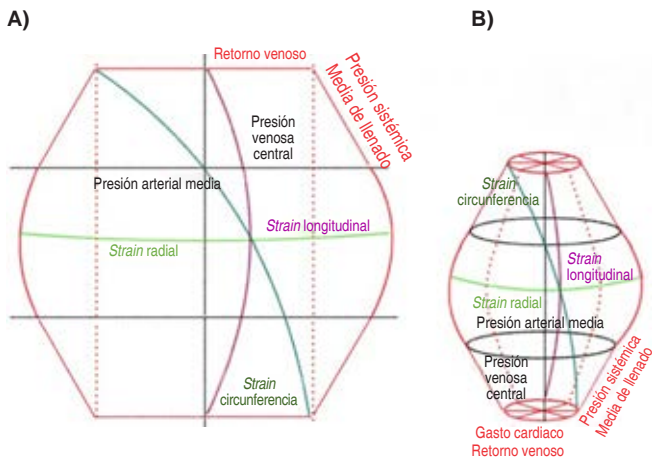 A)
Retorno venoso
Presión sistémica
Media de llenado
Presión
venosa
central
Presión arterial media
Strain longitudinal
Strain radial
Strain
circunferencia
B)
Strain
circunferencia
Strain
longitudinal
Strain radial
Presión arterial media
Presión
venosa
central
Presión sistémica
Media de llenado
Gasto cardiaco
Retorno venoso